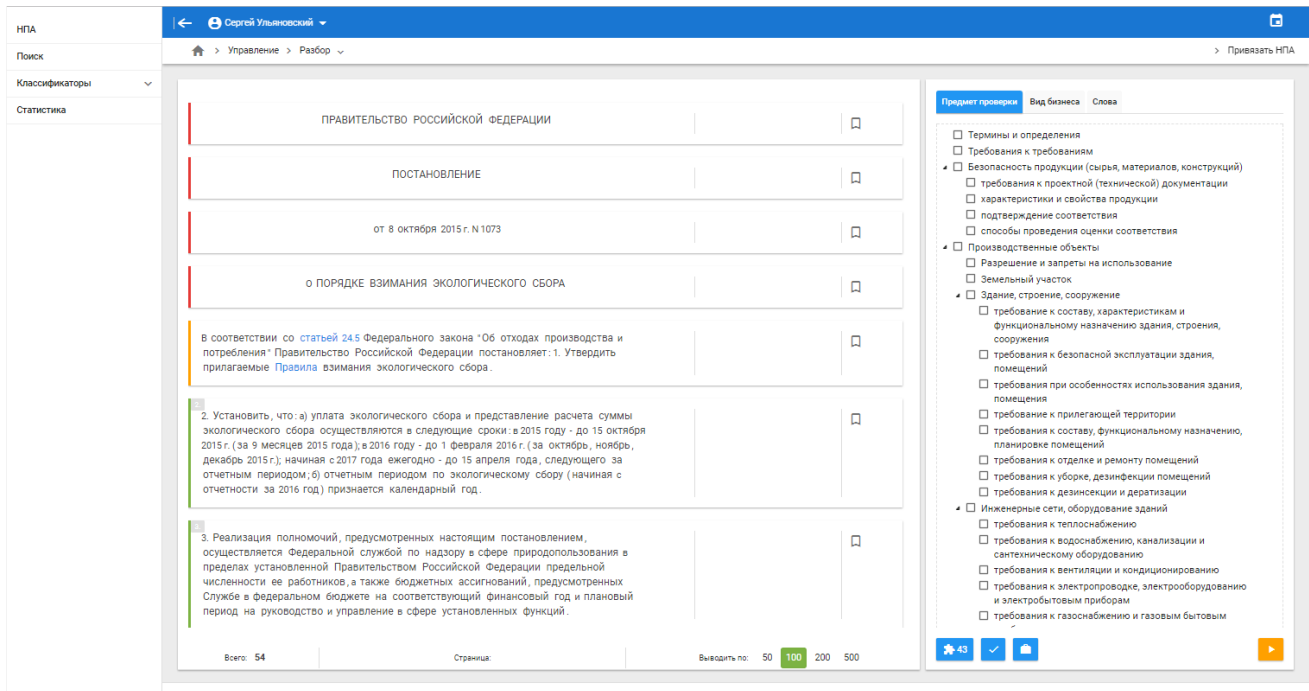 НПА
Поиск
Классификаторы
Статистика
Сергей Ульяновский
> Управление > Разбор
> Привязать НПА
ПРАВИТЕЛЬСТВО РОССИЙСКОЙ ФЕДЕРАЦИИ
ПОСТАНОВЛЕНИЕ
от 8 октября 2015 г. N 1073
О ПОРЯДКЕ ВЗИМАНИЯ ЭКОЛОГИЧЕСКОГО СБОРА
В соответствии со статьей 24.5 Федерального закона "Об отходах производства и
потребления" Правительство Российской Федерации постановляет: 1. Утвердить
прилагаемые Правила взимания экологического сбора.
2.
2. Установить, что: а) уплата экологического сбора и представление расчета суммы
экологического сбора осуществляются в следующие сроки: в 2015 году - до 15 октября
2015 г. (за 9 месяцев 2015 года); в 2016 году - до 1 февраля 2016 г. (за октябрь, ноябрь,
декабрь 2015 г.); начиная с 2017 года ежегодно - до 15 апреля года, следующего за
отчетным периодом; б) отчетным периодом по экологическому сбору (начиная с
отчетности за 2016 год) признается календарный год.
3. Реализация полномочий, предусмотренных настоящим постановлением,
осуществляется Федеральной службой по надзору в сфере природопользования в
пределах установленной Правительством Российской Федерации предельной
численности ее работников, а также бюджетных ассигнований, предусмотренных
Службе в федеральном бюджете на соответствующий финансовый год и плановый
период на руководство и управление в сфере установленных функций.
Всего: 54
Страница:
Выводить по: 50 100 200 500
Предмет проверки Вид бизнеса Слова
Термины и определения
Требования к требованиям
Безопасность продукции (сырья, материалов, конструкций)
требования к проектной (технической) документации
характеристики и свойства продукции
подтверждение соответствия
способы проведения оценки соответствия
Производственные объекты
Разрешение и запреты на использование
Земельный участок
Здание, строение, сооружение
требование к составу, характеристикам и
функциональному назначению здания, строения,
сооружения
требования к безопасной эксплуатации здания,
помещений
требования при особенностях использования здания,
помещения
требование к прилегающей территории
требования к составу, функциональному назначению,
планировке помещений
требования к отделке и ремонту помещений
требования к уборке, дезинфекции помещений
требования к дезинсекции и дератизации
Инженерные сети, оборудование зданий
требования к теплоснабжению
требования к водоснабжению, канализации и
сантехническому оборудованию
требования к вентиляции и кондиционированию
требования к электропроводке, электрооборудованию
и электробытовым приборам
требования к газоснабжению и газовым бытовым
43